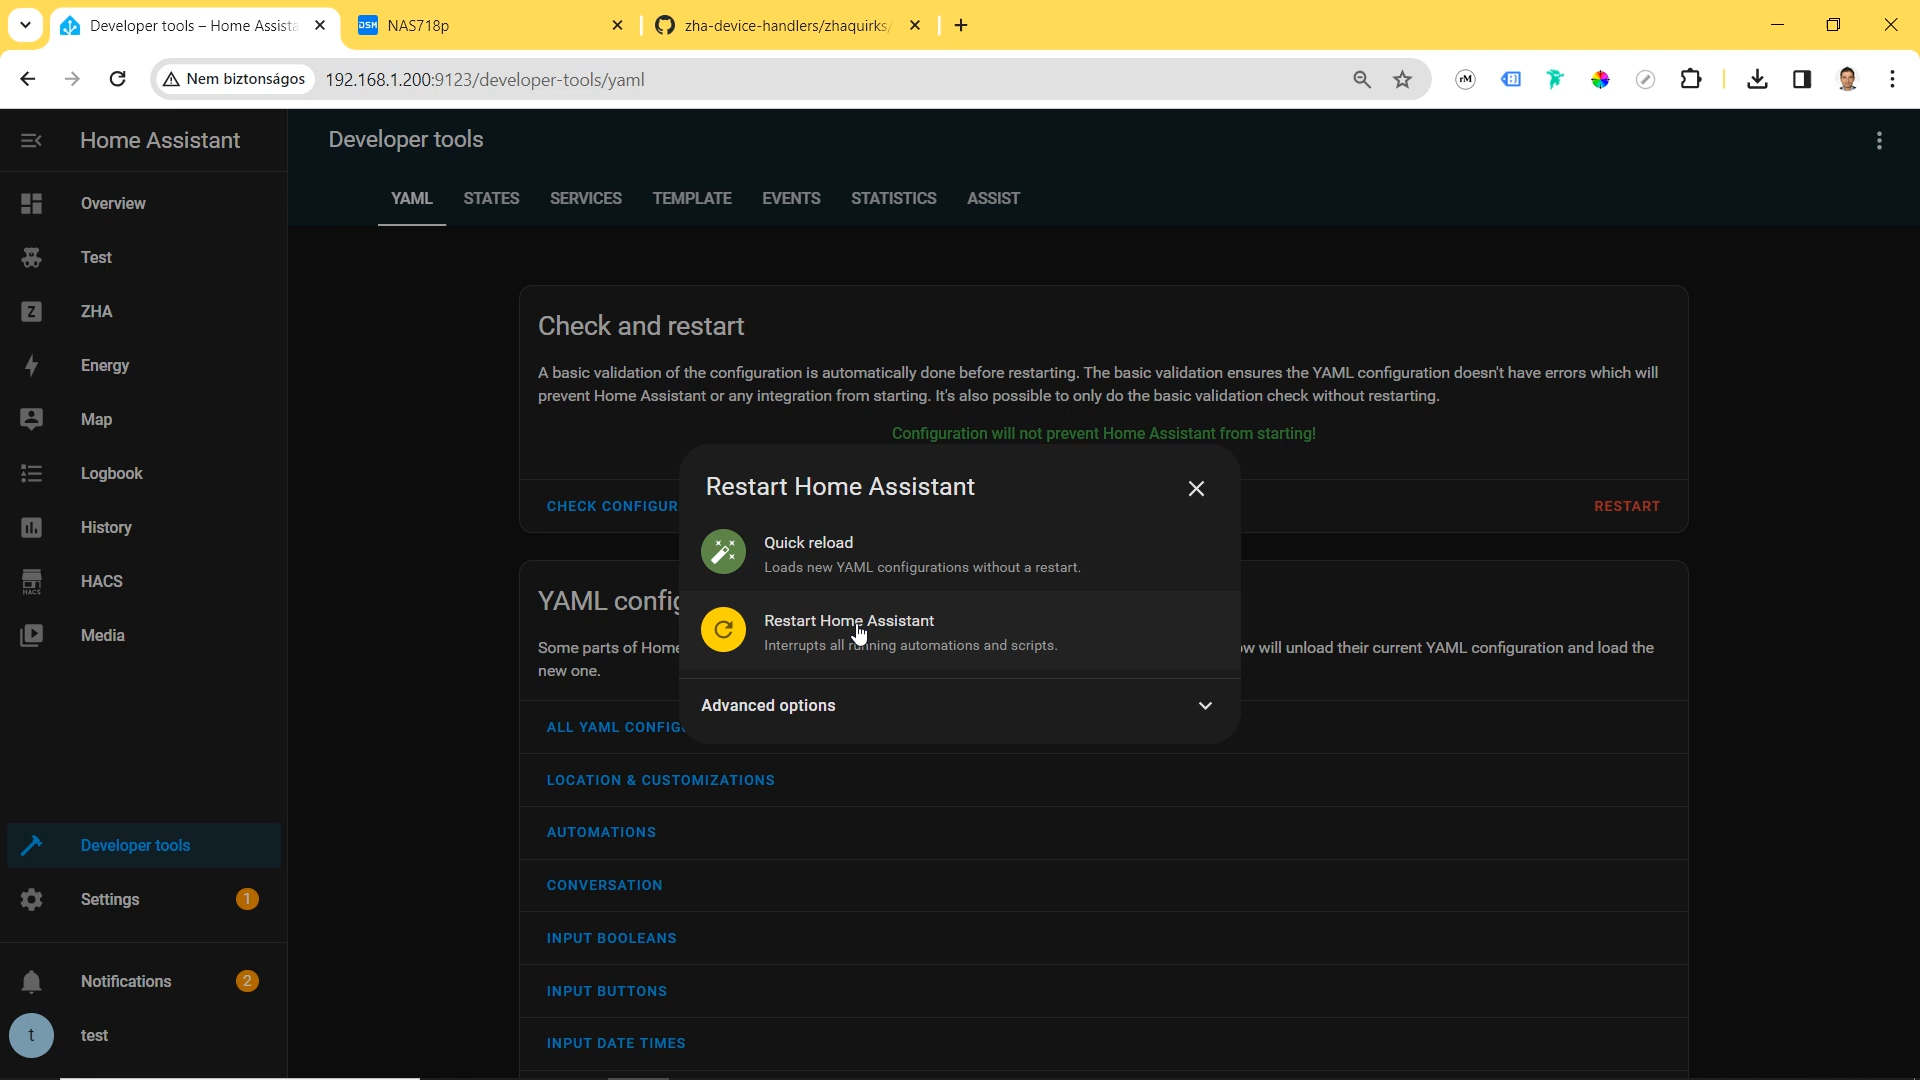 Developer tools – Home Assista
NAS718p
zha-device-handlers/zhaquirks/
Nem biztonságos
192.168.1.200:9123/developer-tools/yaml
rM
Home Assistant
Developer tools
YAML
STATES
SERVICES
TEMPLATE
EVENTS
STATISTICS
ASSIST
Overview
Test
ZHA
Energy
Map
Logbook
History
HACS
Media
Developer tools
Settings
1
Notifications
2
t
test
Check and restart
A basic validation of the configuration is automatically done before restarting. The basic validation ensures the YAML configuration doesn't have errors which will
prevent Home Assistant or any integration from starting. It's also possible to only do the basic validation check without restarting.
Configuration will not prevent Home Assistant from starting!
CHECK CONFIGUR
RESTART
Restart Home Assistant
Quick reload
Loads new YAML configurations without a restart.
Restart Home Assistant
Interrupts all running automations and scripts.
Advanced options
YAML config
Some parts of Home
ow will unload their current YAML configuration and load the
new one.
ALL YAML CONFIG
LOCATION & CUSTOMIZATIONS
AUTOMATIONS
CONVERSATION
INPUT BOOLEANS
INPUT BUTTONS
INPUT DATE TIMES